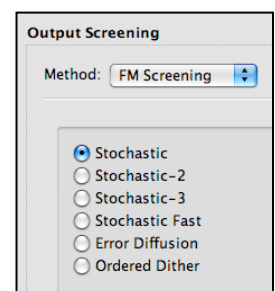 Output Screening
Method: FM Screening
Stochastic
Stochastic-2
Stochastic-3
Stochastic Fast
Error Diffusion
Ordered Dither